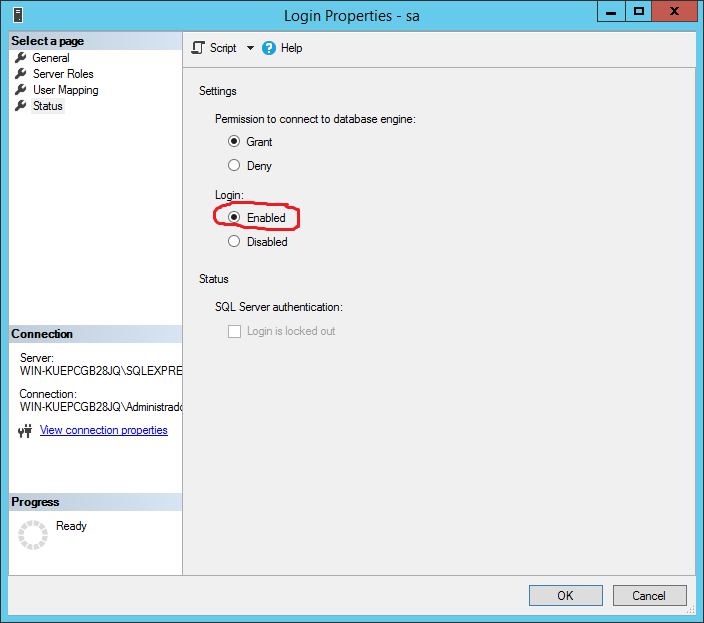 Login Properties - sa
Select a page
General
Server Roles
User Mapping
Status
Script
Help
Settings
Permission to connect to database engine:
Grant
Deny
Login:
Enabled
Disabled
Status
SQL Server authentication:
Login is locked out
Connection
Server:
WIN-KUEPCGB28JQ\SQLEXPRE
Connection:
WIN-KUEPCGB28JQ\Administrado
View connection properties
Progress
Ready
OK
Cancel